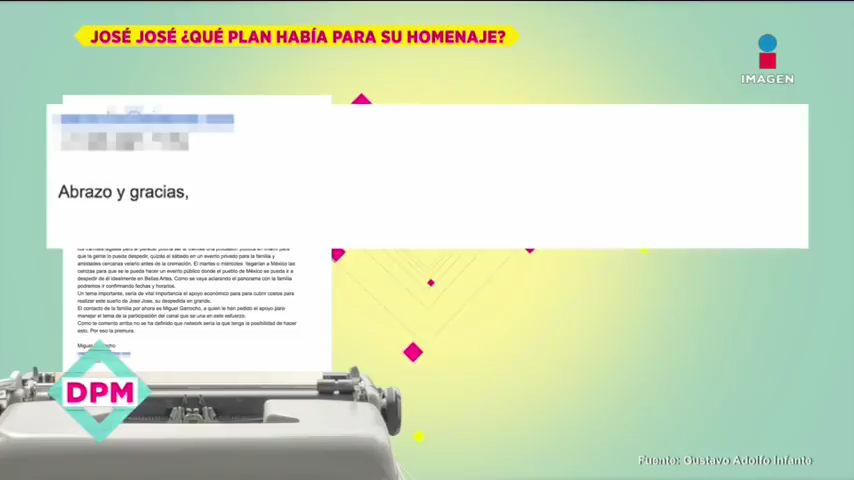 JOSÉ JOSÉ ¿QUÉ PLAN HABÍA PARA SU HOMENAJE?
IMAGEN
Abrazo y gracias,
que la gente lo pueda despedir, quizás el sábado en un evento privado para la familia y
amistades cercanas velarlo antes de la cremación. El martes o miércoles llegarían a México las
cenizas para que se le pueda hacer un evento público donde el pueblo de México se pueda ir a
despedir de él idealmente en Bellas Artes. Como se vaya aclarando el panorama con la familia
podremos ir confirmando fechas y horarios.
Un tema importante, sería de vital importancia el apoyo económico para para cubrir costos para
realizar este sueño de Jose Jose, su despedida en grande.
El contacto de la familia por ahora es Miguel Garrocho, a quien le han pedido el apoyo para
manejar el tema de la participación del canal que se una en este esfuerzo.
Como te comento arriba no se ha definido que network sería la que tenga la posibilidad de hacer
esto. Por eso la premura.
DPM
Fuente: Gustavo Adolfo Infante